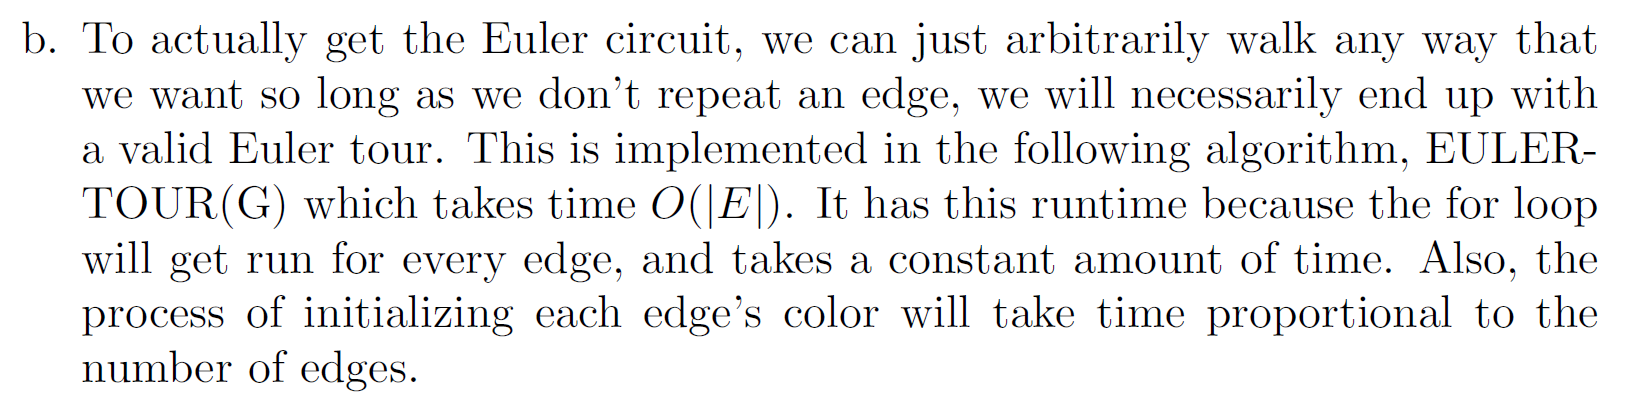 b. To actually get the Euler circuit, we can just arbitrarily walk any way that
we want so long as we don't repeat an edge, we will necessarily end up with
a valid Euler tour. This is implemented in the following algorithm, EULER-
TOUR(G) which takes time O(|E|). It has this runtime because the for loop
will get run for every edge, and takes a constant amount of time. Also, the
process of initializing each edge's color will take time proportional to the
number of edges.